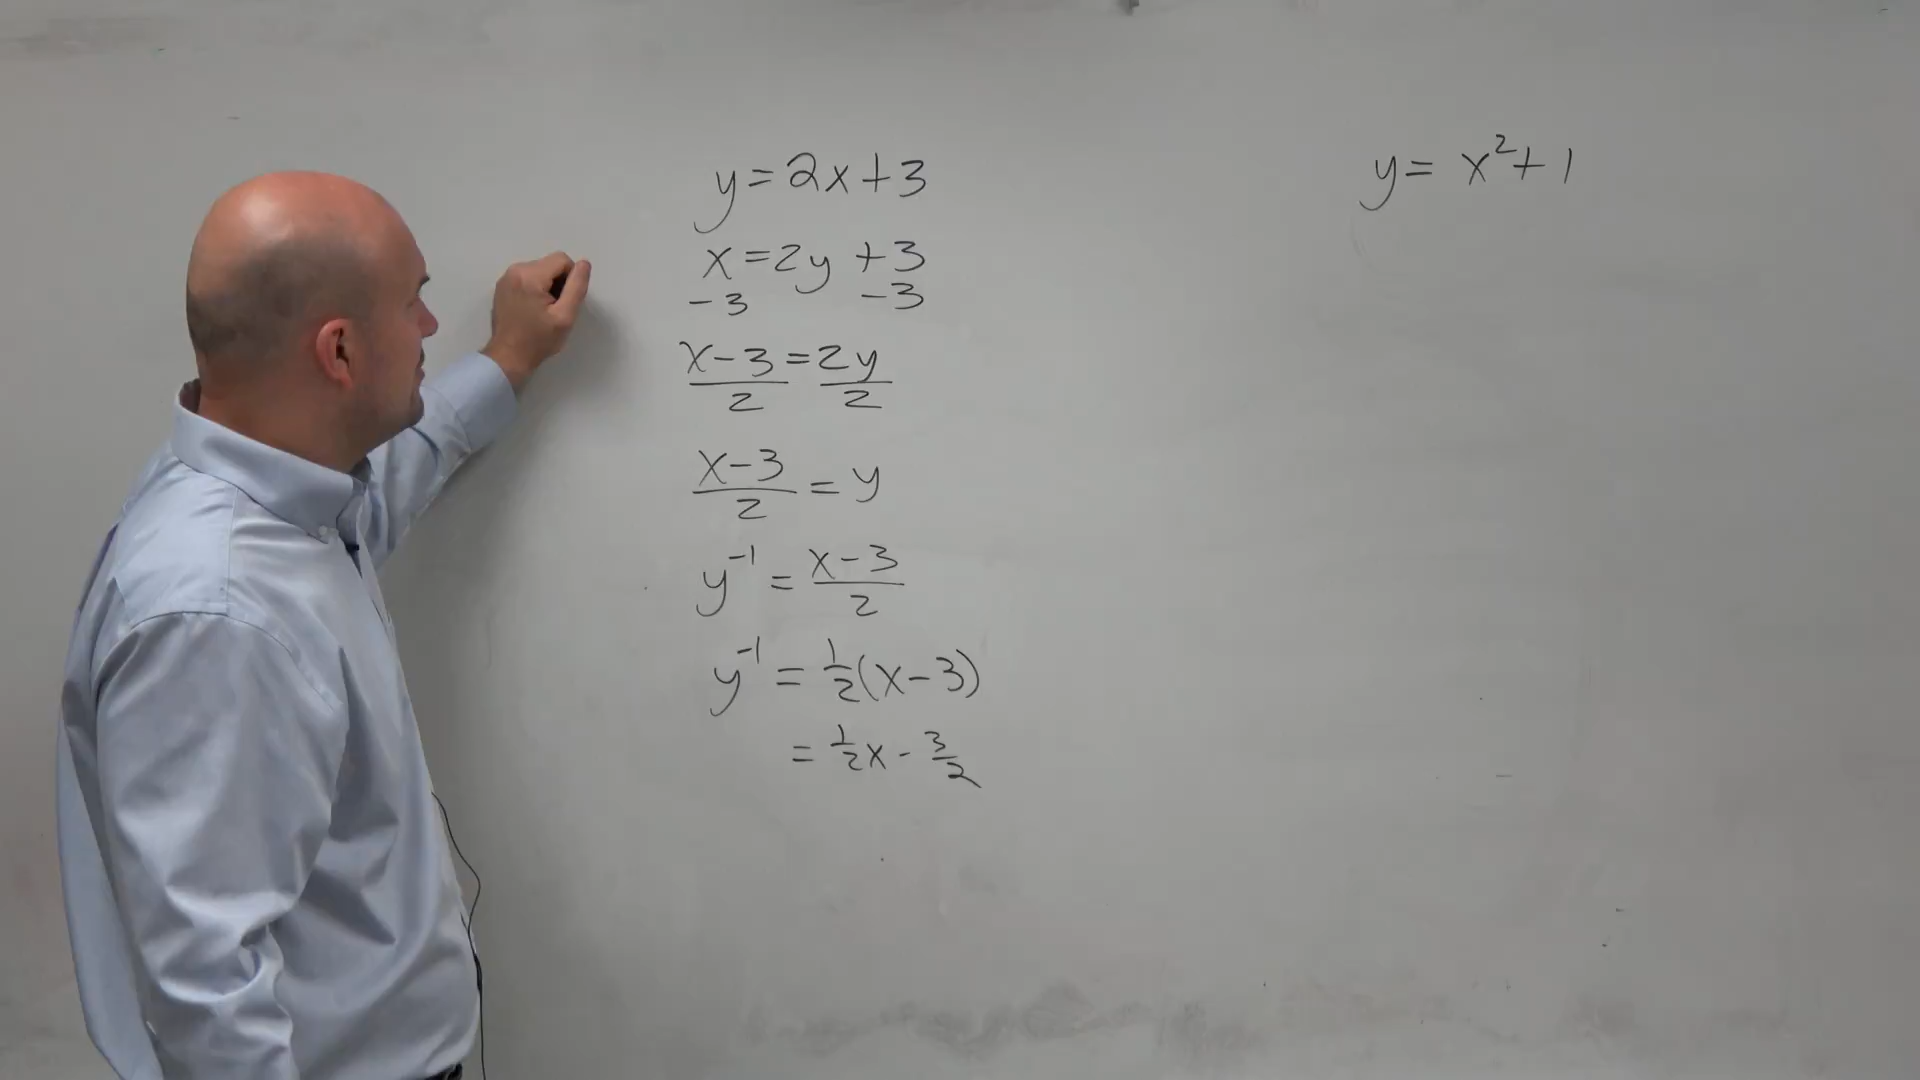 y = 2x + 3
x = 2y + 3
-3 -3
x - 3 = 2y
2 2
x - 3
2 = y
y⁻¹ = x - 3
2
y⁻¹ = ½(x - 3)
= ½x - 3/2
y = x² + 1